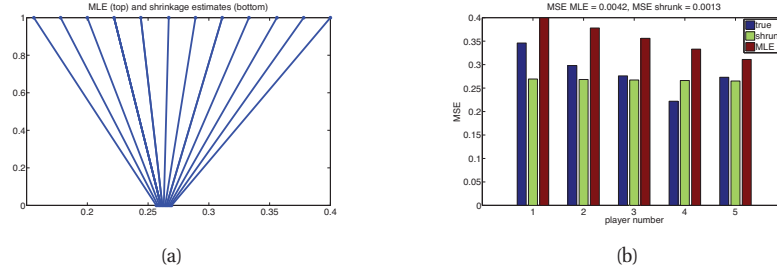 MLE (top) and shrinkage estimates (bottom)
1
0.8
0.6
0.4
0.2
0
0.2
0.25
0.3
0.35
0.4
(a)
MSE MLE = 0.0042, MSE shrunk = 0.0013
0.4
0.35
0.3
0.25
0.2
0.15
0.1
0.05
0
MSE
true
shrunk
MLE
1
2
3
4
5
player number
(b)